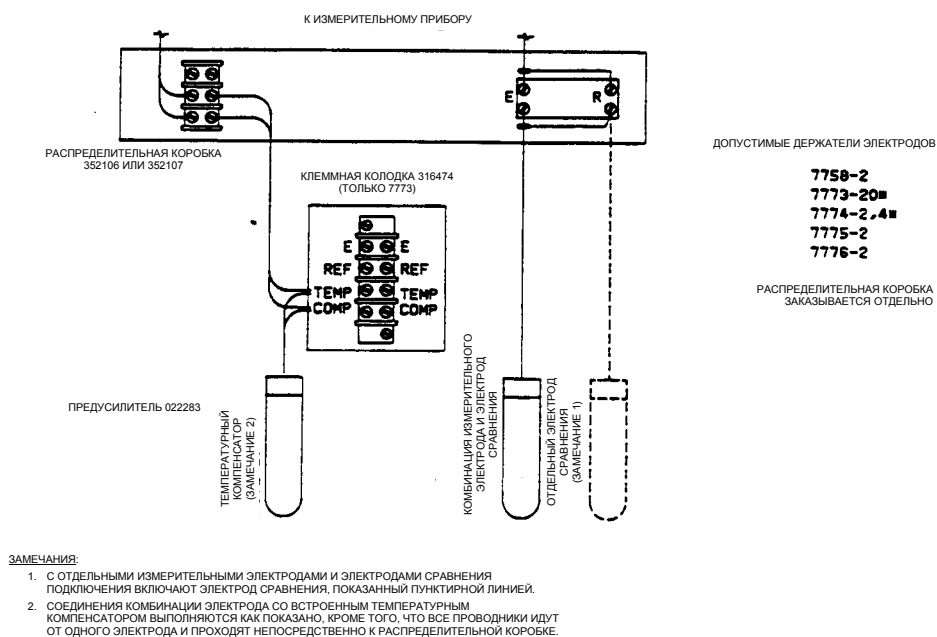 К ИЗМЕРИТЕЛЬНОМУ ПРИБОРУ
E
R
РАСПРЕДЕЛИТЕЛЬНАЯ КОРОБКА
352106 ИЛИ 352107
КЛЕММНАЯ КОЛОДКА 316474
(ТОЛЬКО 7773)
E E
REF REF
TEMP TEMP
COMP COMP
ДОПУСТИМЫЕ ДЕРЖАТЕЛИ ЭЛЕКТРОДОВ
7758-2
7773-20м
7774-2,4м
7775-2
7776-2
РАСПРЕДЕЛИТЕЛЬНАЯ КОРОБКА
ЗАКАЗЫВАЕТСЯ ОТДЕЛЬНО
ПРЕДУСИЛИТЕЛЬ 022283
ТЕМПЕРАТУРНЫЙ
КОМПЕНСАТОР
(ЗАМЕЧАНИЕ 2)
КОМБИНАЦИЯ ИЗМЕРИТЕЛЬНОГО
ЭЛЕКТРОДА И ЭЛЕКТРОД
СРАВНЕНИЯ
ОТДЕЛЬНЫЙ ЭЛЕКТРОД
СРАВНЕНИЯ
(ЗАМЕЧАНИЕ 1)
ЗАМЕЧАНИЯ:
1. С ОТДЕЛЬНЫМИ ИЗМЕРИТЕЛЬНЫМИ ЭЛЕКТРОДАМИ И ЭЛЕКТРОДАМИ СРАВНЕНИЯ
ПОДКЛЮЧЕНИЯ ВКЛЮЧАЮТ ЭЛЕКТРОД СРАВНЕНИЯ, ПОКАЗАННЫЙ ПУНКТИРНОЙ ЛИНИЕЙ.
2. СОЕДИНЕНИЯ КОМБИНАЦИИ ЭЛЕКТРОДА СО ВСТРОЕННЫМ ТЕМПЕРАТУРНЫМ
КОМПЕНСАТОРОМ ВЫПОЛНЯЮТСЯ КАК ПОКАЗАНО, КРОМЕ ТОГО, ЧТО ВСЕ ПРОВОДНИКИ ИДУТ
ОТ ОДНОГО ЭЛЕКТРОДА И ПРОХОДЯТ НЕПОСРЕДСТВЕННО К РАСПРЕДЕЛИТЕЛЬНОЙ КОРОБКЕ.